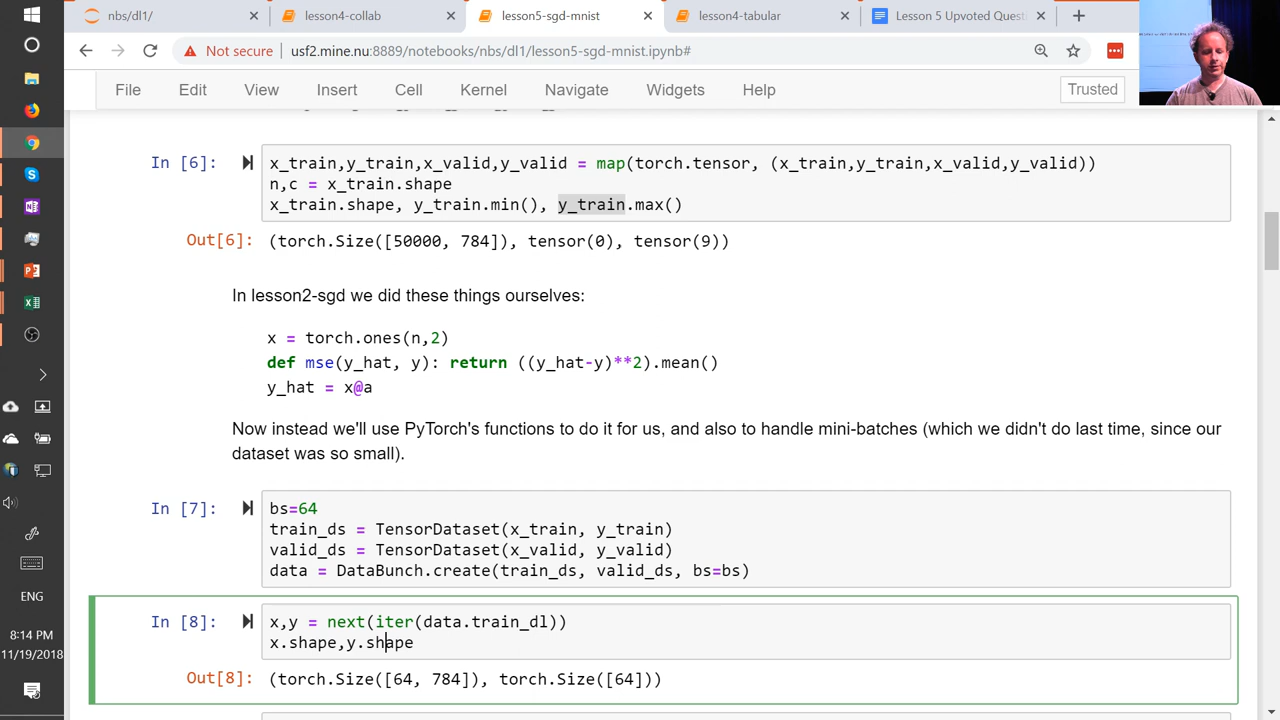 nbs/dl1/
lesson4-collab
lesson5-sgd-mnist
lesson4-tabular
Lesson 5 Upvoted Quest
Not secure
usf2.mine.nu:8889/notebooks/nbs/dl1/lesson5-sgd-mnist.ipynb#
File Edit View Insert Cell Kernel Navigate Widgets Help
Trusted
In [6]: x_train,y_train,x_valid,y_valid = map(torch.tensor, (x_train,y_train,x_valid,y_valid))
n,c = x_train.shape
x_train.shape, y_train.min(), y_train.max()
Out[6]: (torch.Size([50000, 784]), tensor(0), tensor(9))
In lesson2-sgd we did these things ourselves:
x = torch.ones(n,2)
def mse(y_hat, y): return ((y_hat-y)**2).mean()
y_hat = x@a
Now instead we'll use PyTorch's functions to do it for us, and also to handle mini-batches (which we didn't do last time, since our
dataset was so small).
In [7]: bs=64
train_ds = TensorDataset(x_train, y_train)
valid_ds = TensorDataset(x_valid, y_valid)
data = DataBunch.create(train_ds, valid_ds, bs=bs)
In [8]: x,y = next(iter(data.train_dl))
x.shape,y.shape
Out[8]: (torch.Size([64, 784]), torch.Size([64]))
ENG
8:14 PM
11/19/2018